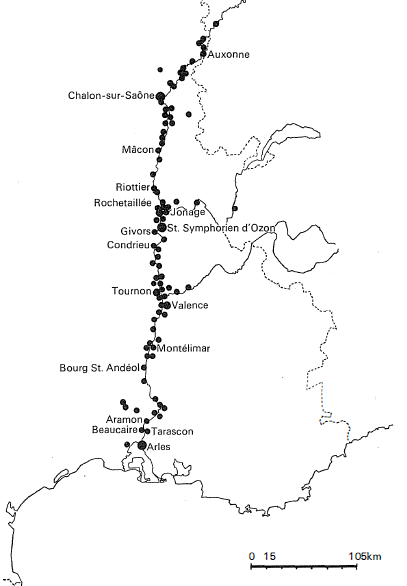 Auxonne
Chalon-sur-Saône
Mâcon
Riottier
Rochetaillée
Jonage
St. Symphorien d'Ozon
Givors
Condrieu
Tournon
Valence
Montélimar
Bourg St. Andéol
Aramon
Beaucaire
Tarascon
Arles
0 15 105km